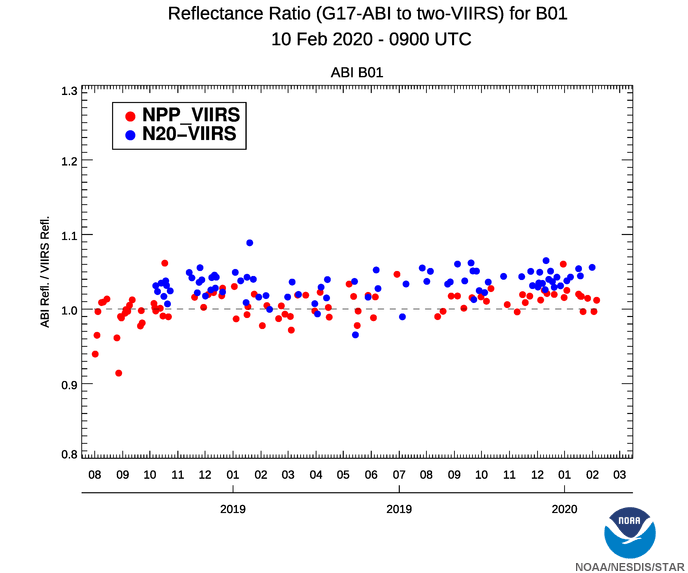 Reflectance Ratio (G17-ABI to two-VIIRS) for B01
10 Feb 2020 - 0900 UTC
ABI B01
NPP_VIIRS
N20-VIIRS
ABI Refl. / VIIRS Refl.
1.3
1.2
1.1
1.0
0.9
0.8
08 09 10 11 12 01 02 03 04 05 06 07 08 09 10 11 12 01 02 03
2019 2019 2020
NOAA
NOAA/NESDIS/STAR